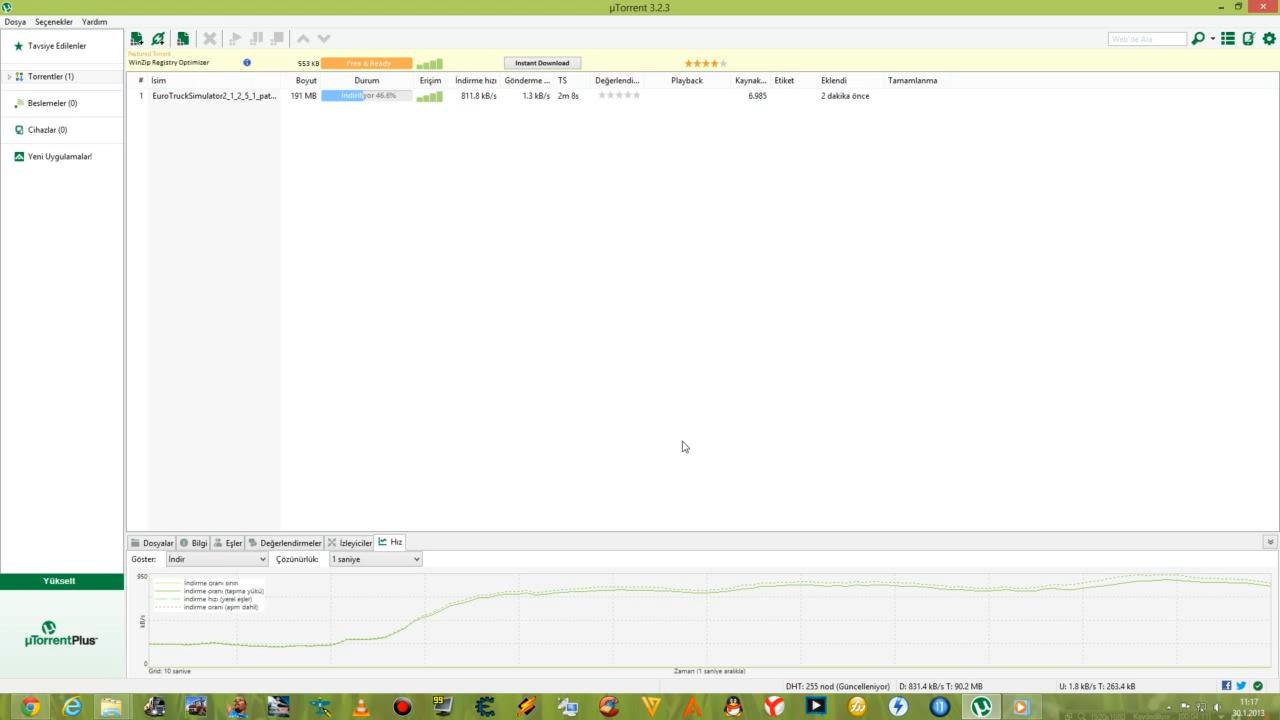 µTorrent 3.2.3
Dosya Seçenekler Yardım
Web'de Ara
Tavsiye Edilenler
Torrentler (1)
Beslemeler (0)
Cihazlar (0)
Yeni Uygulamalar!
Featured Torrent
WinZip Registry Optimizer 553 KB Free & Ready Instant Download
# İsim Boyut Durum Erişim İndirme hızı Gönderme ... TS Değerlendi... Playback Kaynak... Etiket Eklendi Tamamlanma
1 EuroTruckSimulator2_1_2_5_1_pat... 191 MB İndiriliyor 46.6% 811.8 kB/s 1.3 kB/s 2m 8s 6.985 2 dakika önce
Dosyalar Bilgi Eşler Değerlendirmeler İzleyiciler Hız
Göster: İndir Çözünürlük: 1 saniye
950
İndirme oranı sınırı
indirme oranı (taşıma yükü)
indirme hızı (yerel eşler)
indirme oranı (aşım dahil)
kB/s
0
Grid: 10 saniye Zaman (1 saniye aralıkla)
Yükselt
µTorrentPlus
DHT: 255 nod (Güncelleniyor) D: 831.4 kB/s T: 90.2 MB U: 1.8 kB/s T: 263.4 kB
99
11:17
30.1.2013